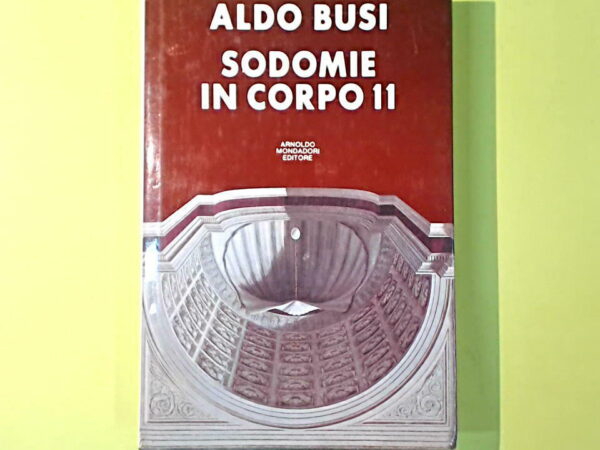 ALDO BUSI
SODOMIE
IN CORPO 11
ARNOLDO
MONDADORI
EDITORE